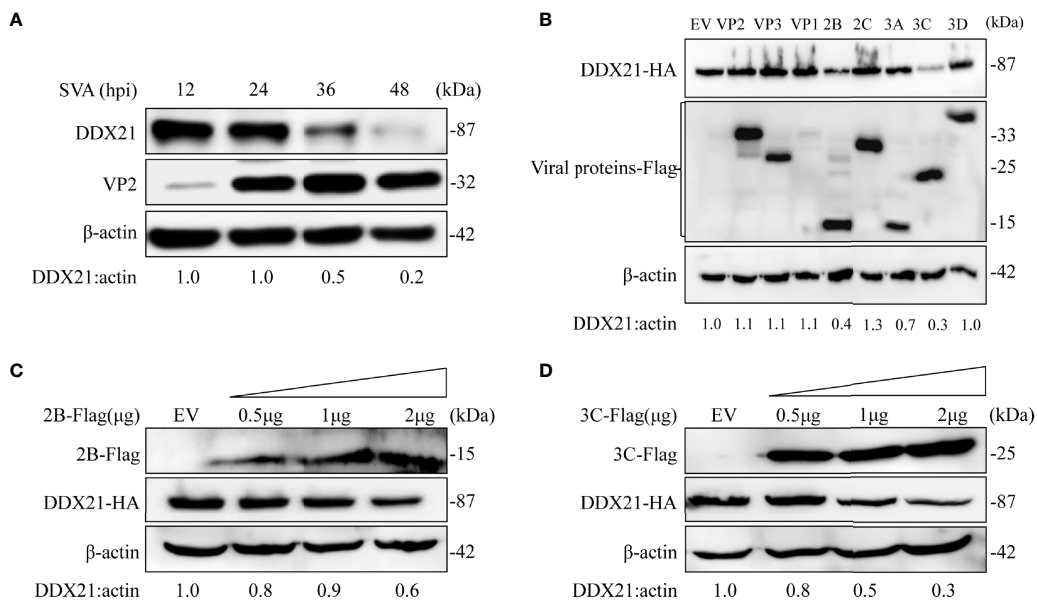 A
SVA (hpi) 12 24 36 48 (kDa)
DDX21 -87
VP2 -32
β-actin -42
DDX21:actin 1.0 1.0 0.5 0.2
B
EV VP2 VP3 VP1 2B 2C 3A 3C 3D (kDa)
DDX21-HA -87
Viral proteins-Flag -33
-25
-15
β-actin -42
DDX21:actin 1.0 1.1 1.1 1.1 0.4 1.3 0.7 0.3 1.0
C
2B-Flag(μg) EV 0.5μg 1μg 2μg (kDa)
2B-Flag -15
DDX21-HA -87
β-actin -42
DDX21:actin 1.0 0.8 0.9 0.6
D
3C-Flag(μg) EV 0.5μg 1μg 2μg (kDa)
3C-Flag -25
DDX21-HA -87
β-actin -42
DDX21:actin 1.0 0.8 0.5 0.3